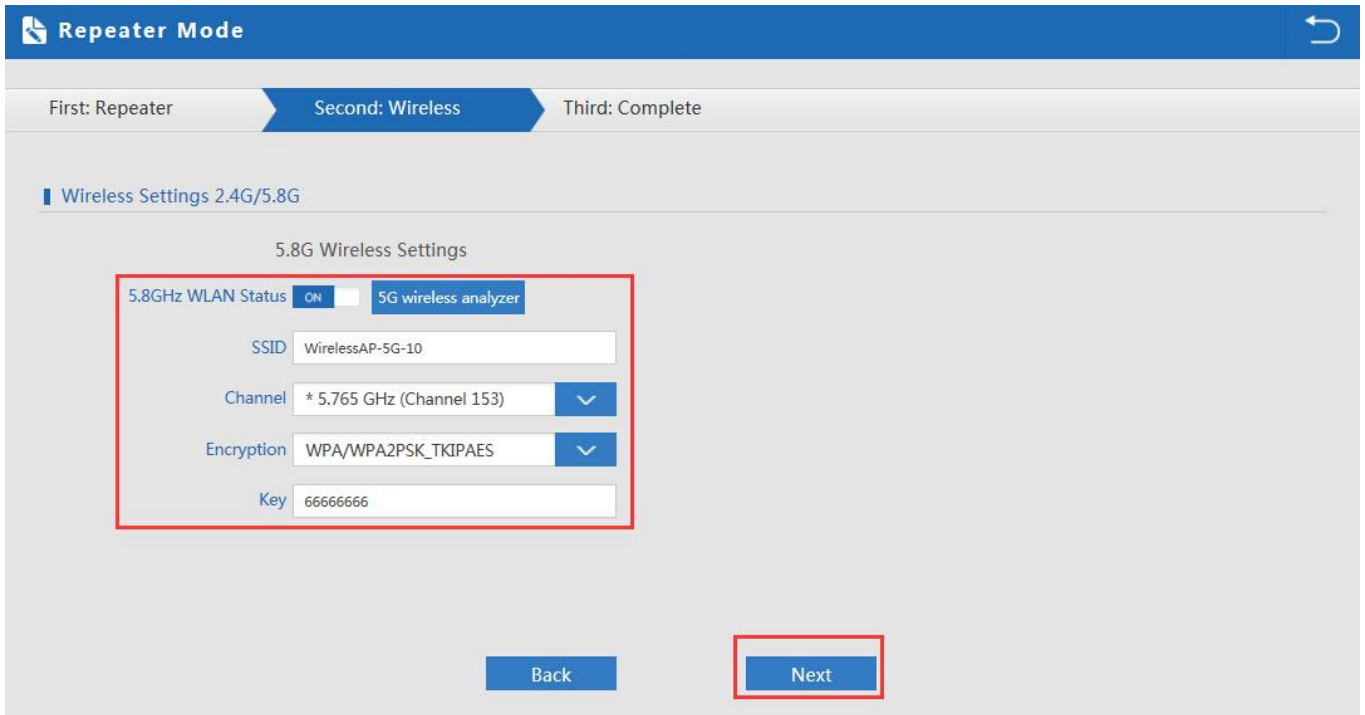 Repeater Mode
First: Repeater Second: Wireless Third: Complete
Wireless Settings 2.4G/5.8G
5.8G Wireless Settings
5.8GHz WLAN Status ON 5G wireless analyzer
SSID WirelessAP-5G-10
Channel * 5.765 GHz (Channel 153)
Encryption WPA/WPA2PSK_TKIPAES
Key 66666666
Back Next